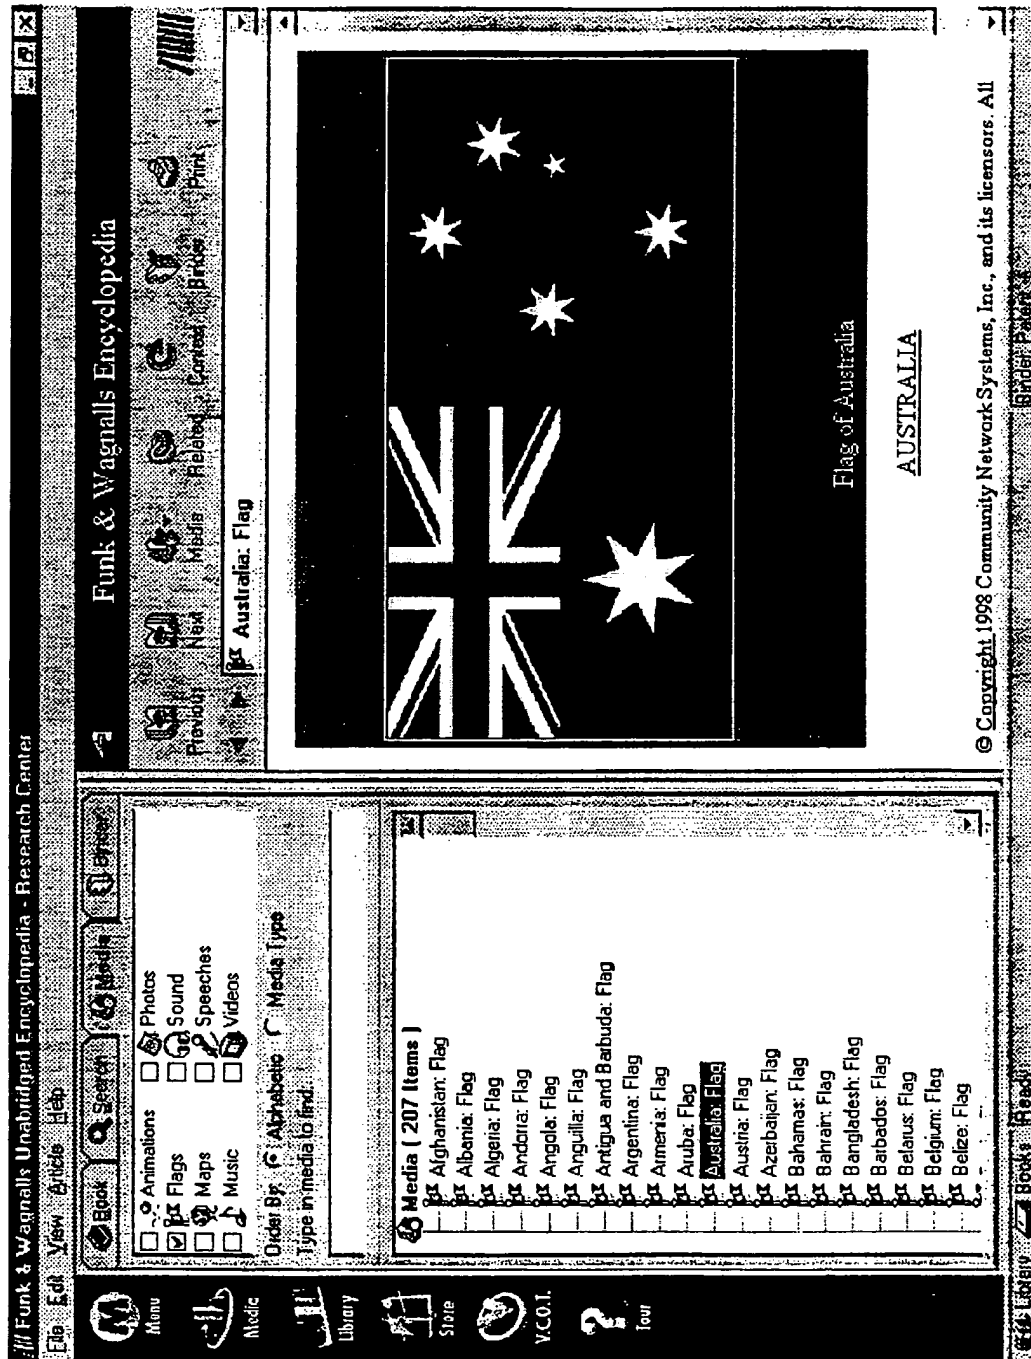 Funk & Wagnalls Unabridged Encyclopedia - Research Center
File Edit View Article Help
Menu
Media
Library
Store
V.C.O.T.
Tour
Book Search Media Binder
Animations Photos
Flags Sound
Maps Speeches
Music Videos
Order By: Alphabetic Media Type
Type in media to find...
Media ( 207 Items )
Afghanistan: Flag
Albania: Flag
Algeria: Flag
Andorra: Flag
Angola: Flag
Anguilla: Flag
Antigua and Barbuda: Flag
Argentina: Flag
Armenia: Flag
Aruba: Flag
Australia: Flag
Austria: Flag
Azerbaijan: Flag
Bahamas: Flag
Bahrain: Flag
Bangladesh: Flag
Barbados: Flag
Belarus: Flag
Belgium: Flag
Belize: Flag
Funk & Wagnalls Encyclopedia
Previous Next Media Related Context Binder Print
Australia: Flag
Flag of Australia
AUSTRALIA
© Copyright 1998 Community Network Systems, Inc., and its licensors. All
Library Books Ready